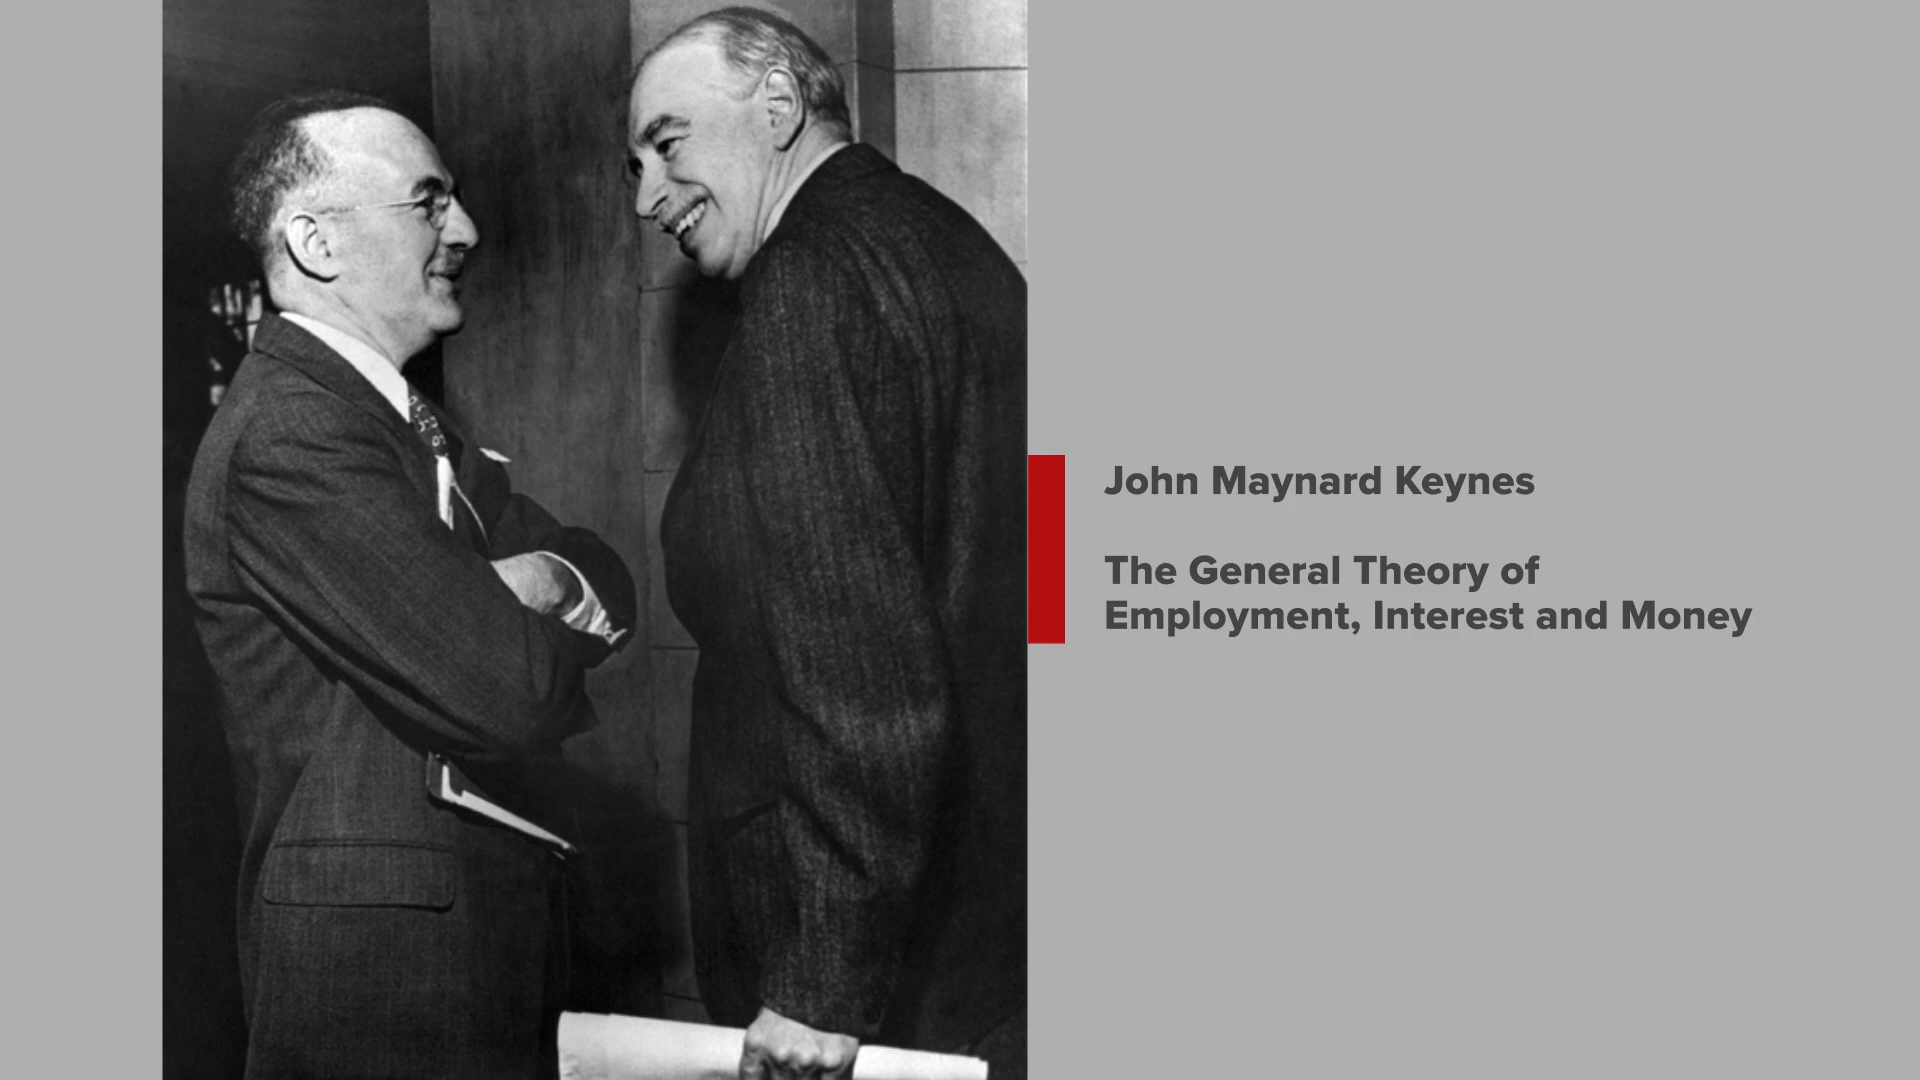 John Maynard Keynes
The General Theory of
Employment, Interest and Money